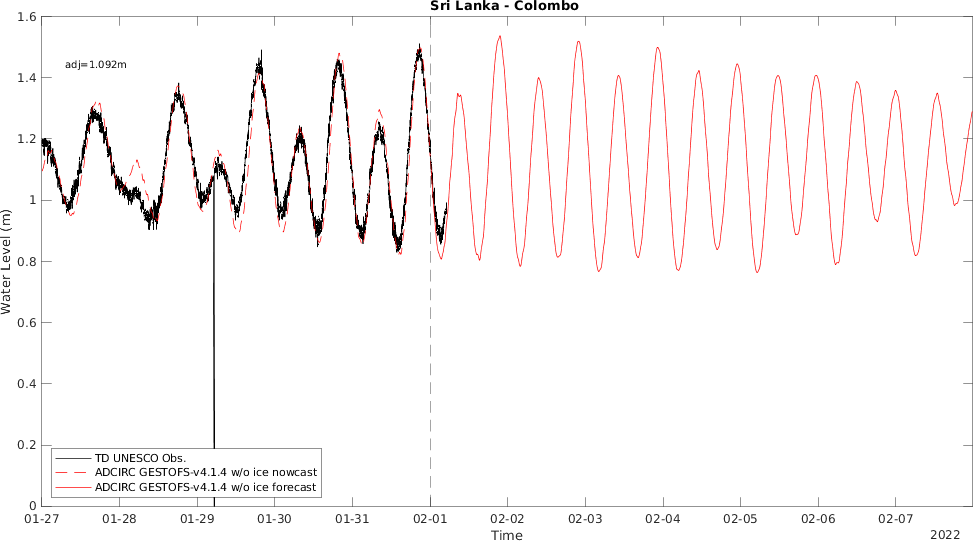 Sri Lanka - Colombo
1.6
adj=1.092m
1.4
1.2
1
0.8
0.6
0.4
0.2
0
Water Level (m)
TD UNESCO Obs.
ADCIRC GESTOFS-v4.1.4 w/o ice nowcast
ADCIRC GESTOFS-v4.1.4 w/o ice forecast
01-27 01-28 01-29 01-30 01-31 02-01 02-02 02-03 02-04 02-05 02-06 02-07
Time
2022